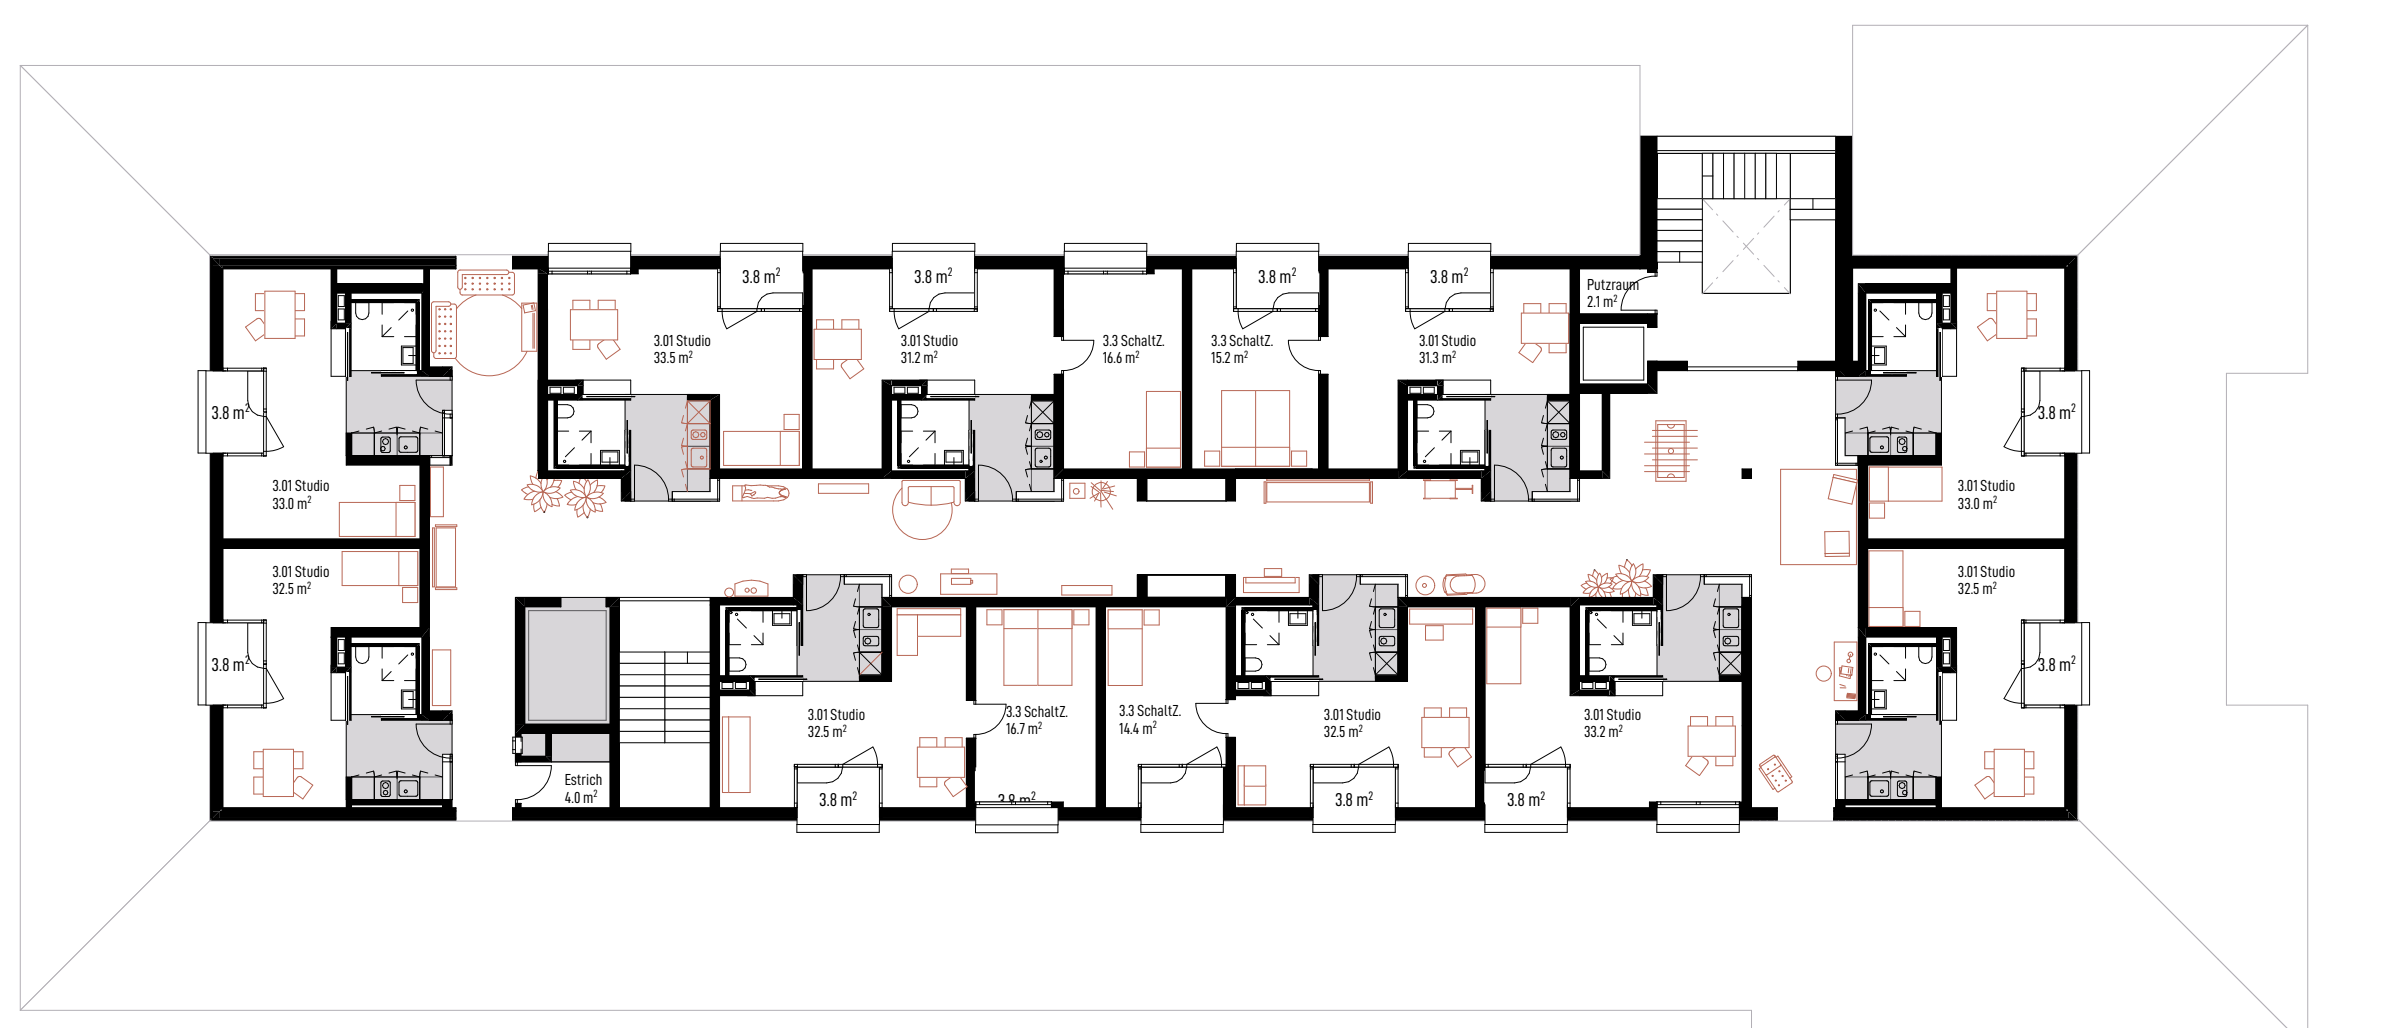 3.8 m²
3.8 m²
3.8 m²
3.8 m²
Putzraum
2.1 m²
3.01 Studio
33.5 m²
3.01 Studio
31.2 m²
3.3 SchaltZ.
16.6 m²
3.3 SchaltZ.
15.2 m²
3.01 Studio
31.3 m²
3.8 m²
3.8 m²
3.01 Studio
33.0 m²
3.01 Studio
33.0 m²
3.01 Studio
32.5 m²
3.01 Studio
32.5 m²
3.8 m²
3.8 m²
3.01 Studio
32.5 m²
3.3 SchaltZ.
16.7 m²
3.3 SchaltZ.
14.4 m²
3.01 Studio
32.5 m²
3.01 Studio
33.2 m²
Estrich
4.0 m²
3.8 m²
3.8 m²
3.8 m²
3.8 m²